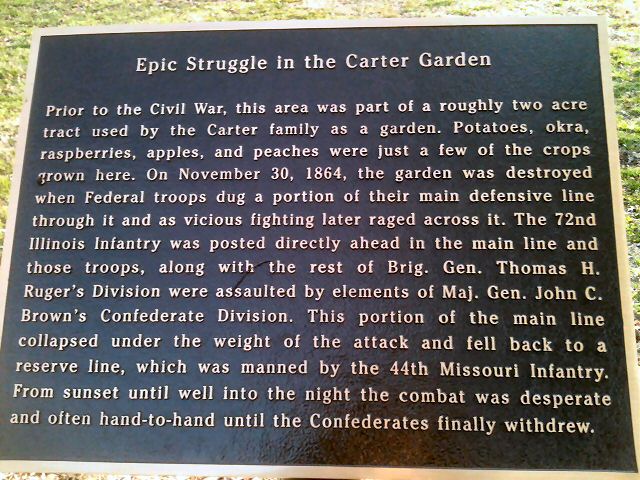 Epic Struggle in the Carter Garden
Prior to the Civil War, this area was part of a roughly two acre
tract used by the Carter family as a garden. Potatoes, okra,
raspberries, apples, and peaches were just a few of the crops
grown here. On November 30, 1864, the garden was destroyed
when Federal troops dug a portion of their main defensive line
through it and as vicious fighting later raged across it. The 72nd
Illinois Infantry was posted directly ahead in the main line and
those troops, along with the rest of Brig. Gen. Thomas H.
Ruger's Division were assaulted by elements of Maj. Gen. John C.
Brown's Confederate Division. This portion of the main line
collapsed under the weight of the attack and fell back to a
reserve line, which was manned by the 44th Missouri Infantry.
From sunset until well into the night the combat was desperate
and often hand-to-hand until the Confederates finally withdrew.